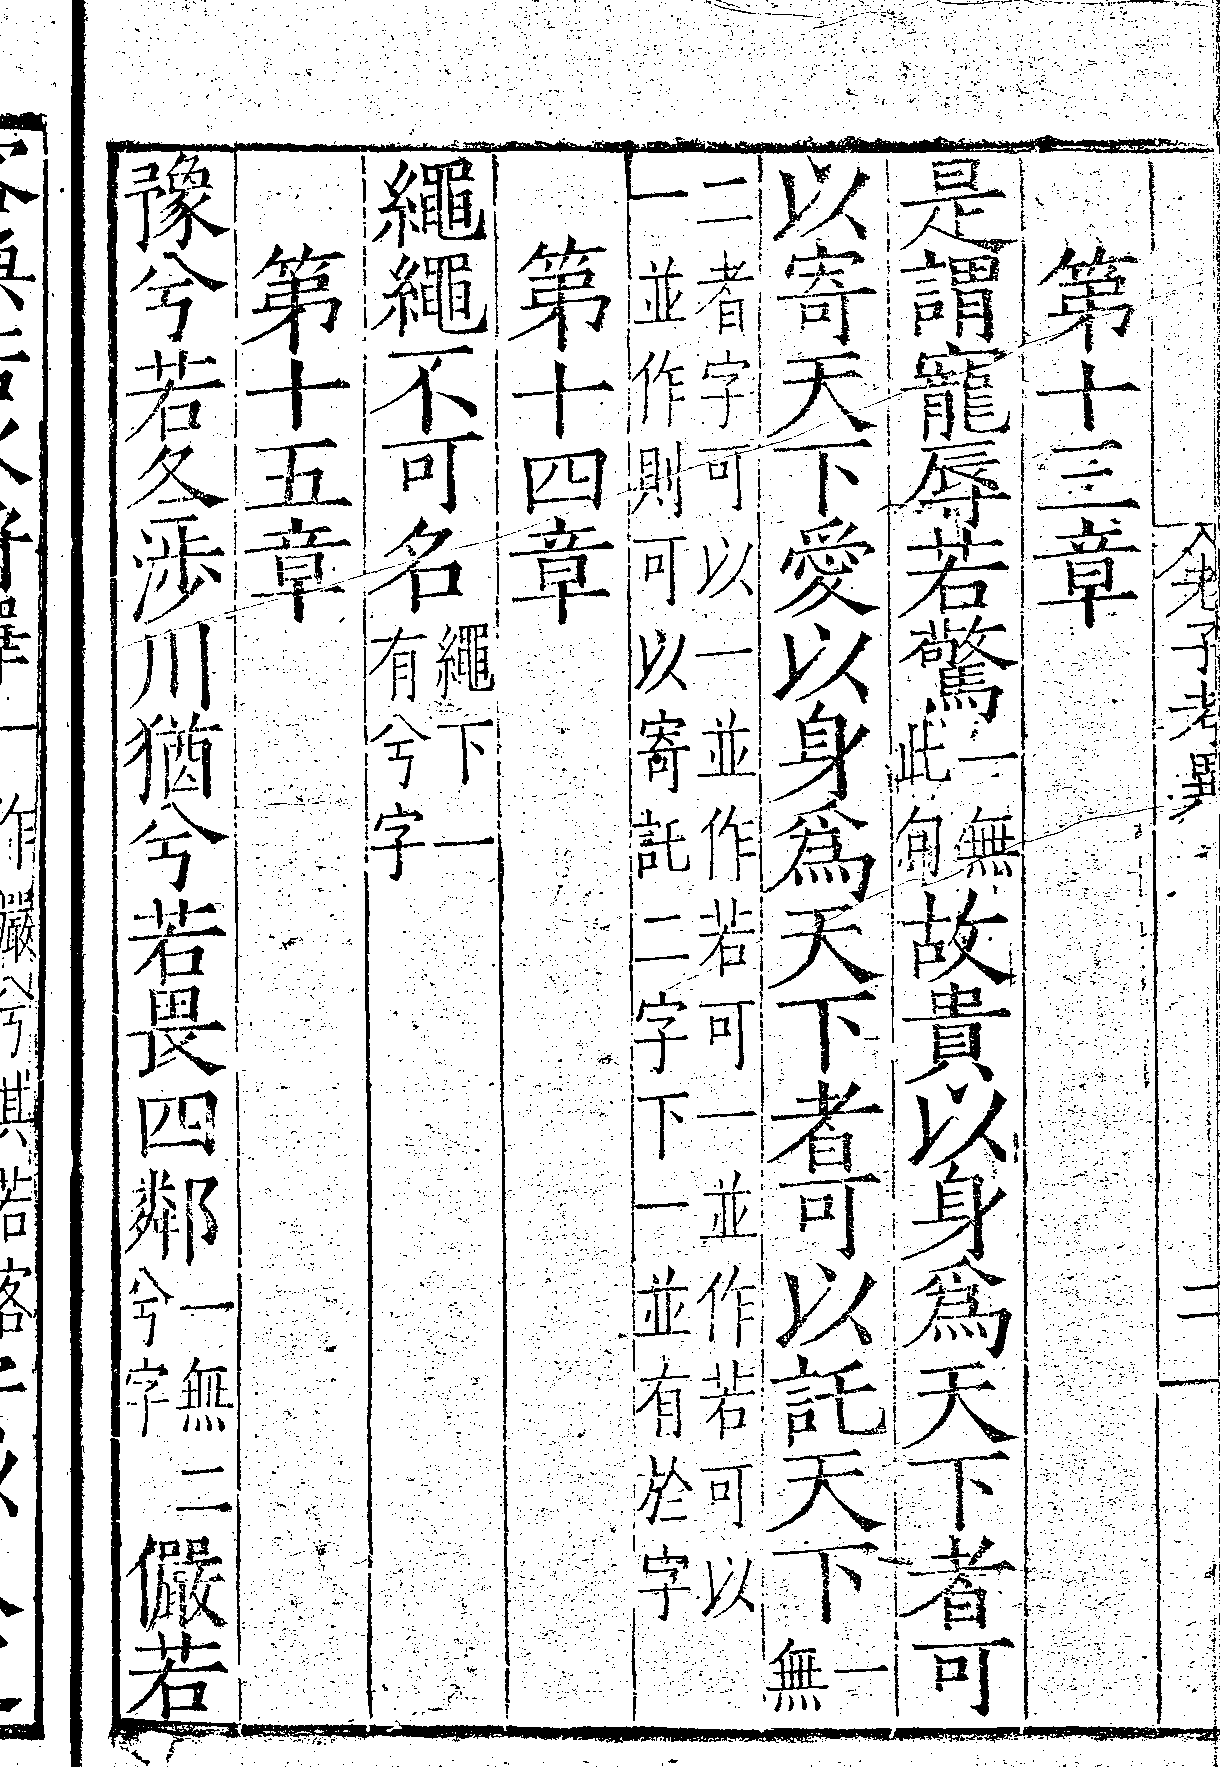 老子考異
二
第十三章
是謂寵辱若驚一無此句故貴以身爲天下者可
以寄天下愛以身爲天下者可以託天下一無
二者字可以一並作若可一並作若可以
一並作則可以寄託二字下一並有於字
第十四章
繩繩不可名繩下一有兮字
第十五章
豫兮若冬涉川猶兮若畏四鄰一無二兮字儼若
作儼兮其若客